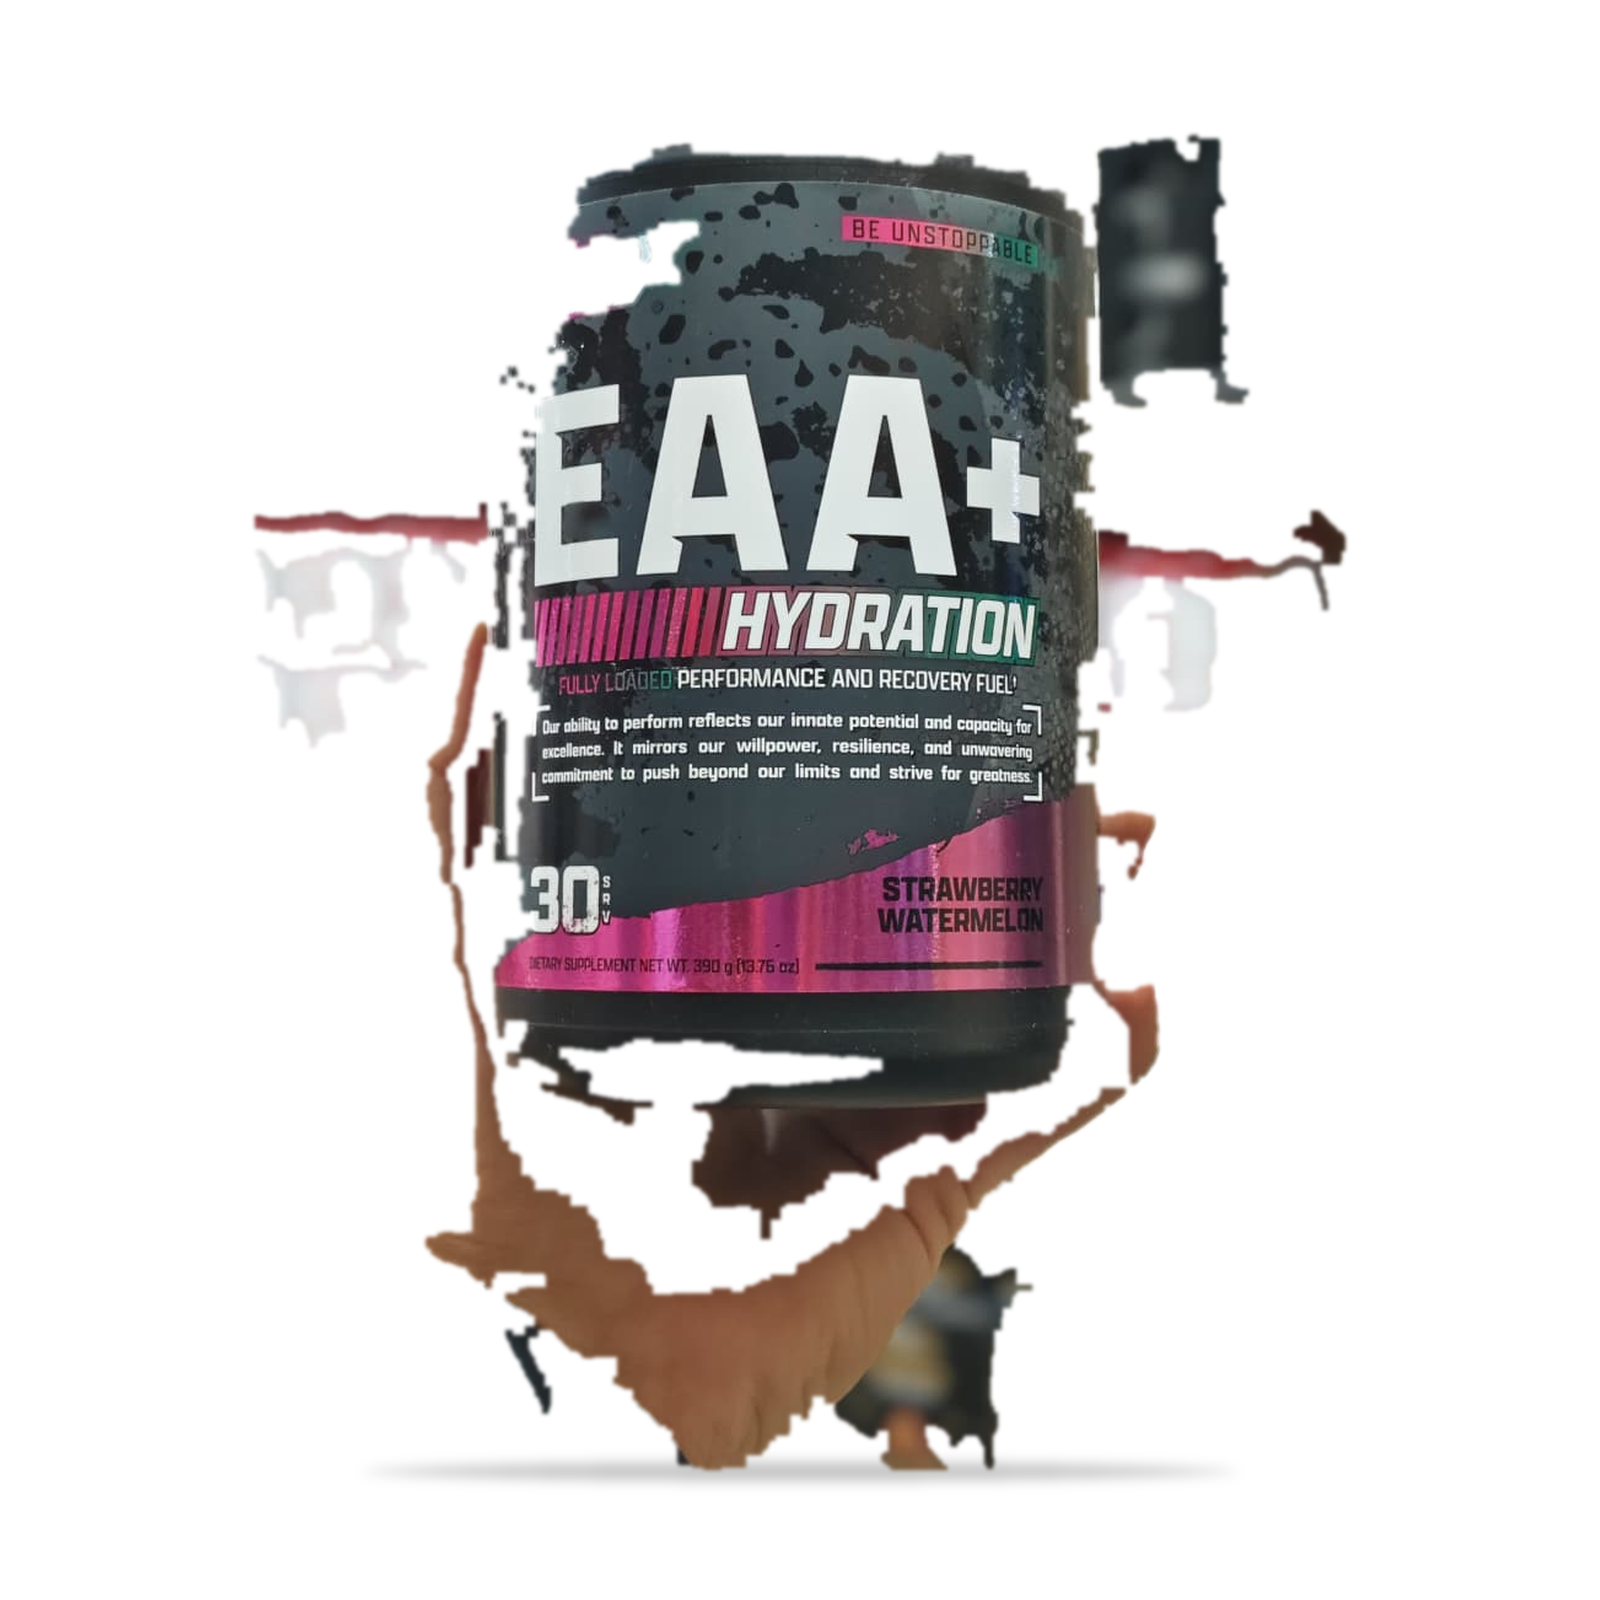 BE UNSTOPPABLE
EAA+
HYDRATION
FULLY LOADED PERFORMANCE AND RECOVERY FUEL!
Our ability to perform reflects our innate potential and capacity for
excellence. It mirrors our willpower, resilience, and unwavering
commitment to push beyond our limits and strive for greatness.
30 SRV
STRAWBERRY
WATERMELON
DIETARY SUPPLEMENT NET WT. 390 g (13.76 oz)